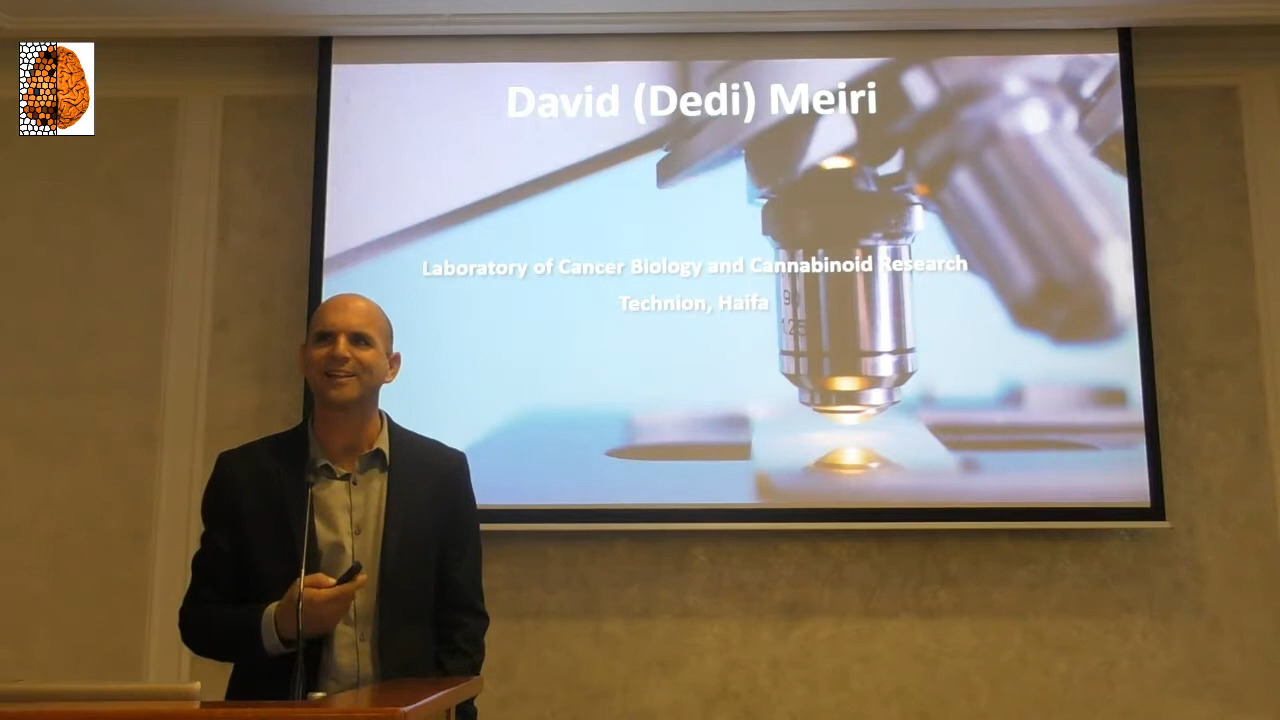 David (Dedi) Meiri
Laboratory of Cancer Biology and Cannabinoid Research
Technion, Haifa